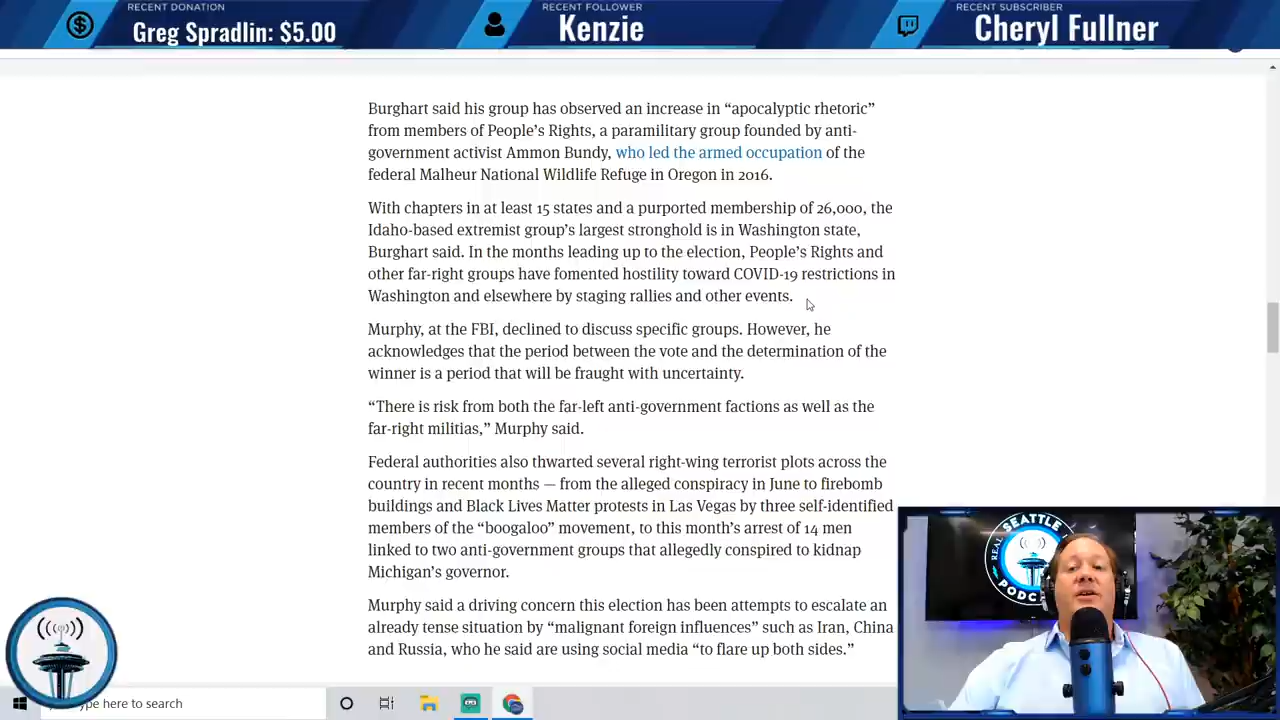 RECENT DONATION
Greg Spradlin: $5.00
RECENT FOLLOWER
Kenzie
RECENT SUBSCRIBER
Cheryl Fullner
Burghart said his group has observed an increase in “apocalyptic rhetoric”
from members of People’s Rights, a paramilitary group founded by anti-
government activist Ammon Bundy, who led the armed occupation of the
federal Malheur National Wildlife Refuge in Oregon in 2016.
With chapters in at least 15 states and a purported membership of 26,000, the
Idaho-based extremist group’s largest stronghold is in Washington state,
Burghart said. In the months leading up to the election, People’s Rights and
other far-right groups have fomented hostility toward COVID-19 restrictions in
Washington and elsewhere by staging rallies and other events.
Murphy, at the FBI, declined to discuss specific groups. However, he
acknowledges that the period between the vote and the determination of the
winner is a period that will be fraught with uncertainty.
“There is risk from both the far-left anti-government factions as well as the
far-right militias,” Murphy said.
Federal authorities also thwarted several right-wing terrorist plots across the
country in recent months — from the alleged conspiracy in June to firebomb
buildings and Black Lives Matter protests in Las Vegas by three self-identified
members of the “boogaloo” movement, to this month’s arrest of 14 men
linked to two anti-government groups that allegedly conspired to kidnap
Michigan’s governor.
Murphy said a driving concern this election has been attempts to escalate an
already tense situation by “malignant foreign influences” such as Iran, China
and Russia, who he said are using social media “to flare up both sides.”
REAL
SEATTLE
PODC
pe here to search